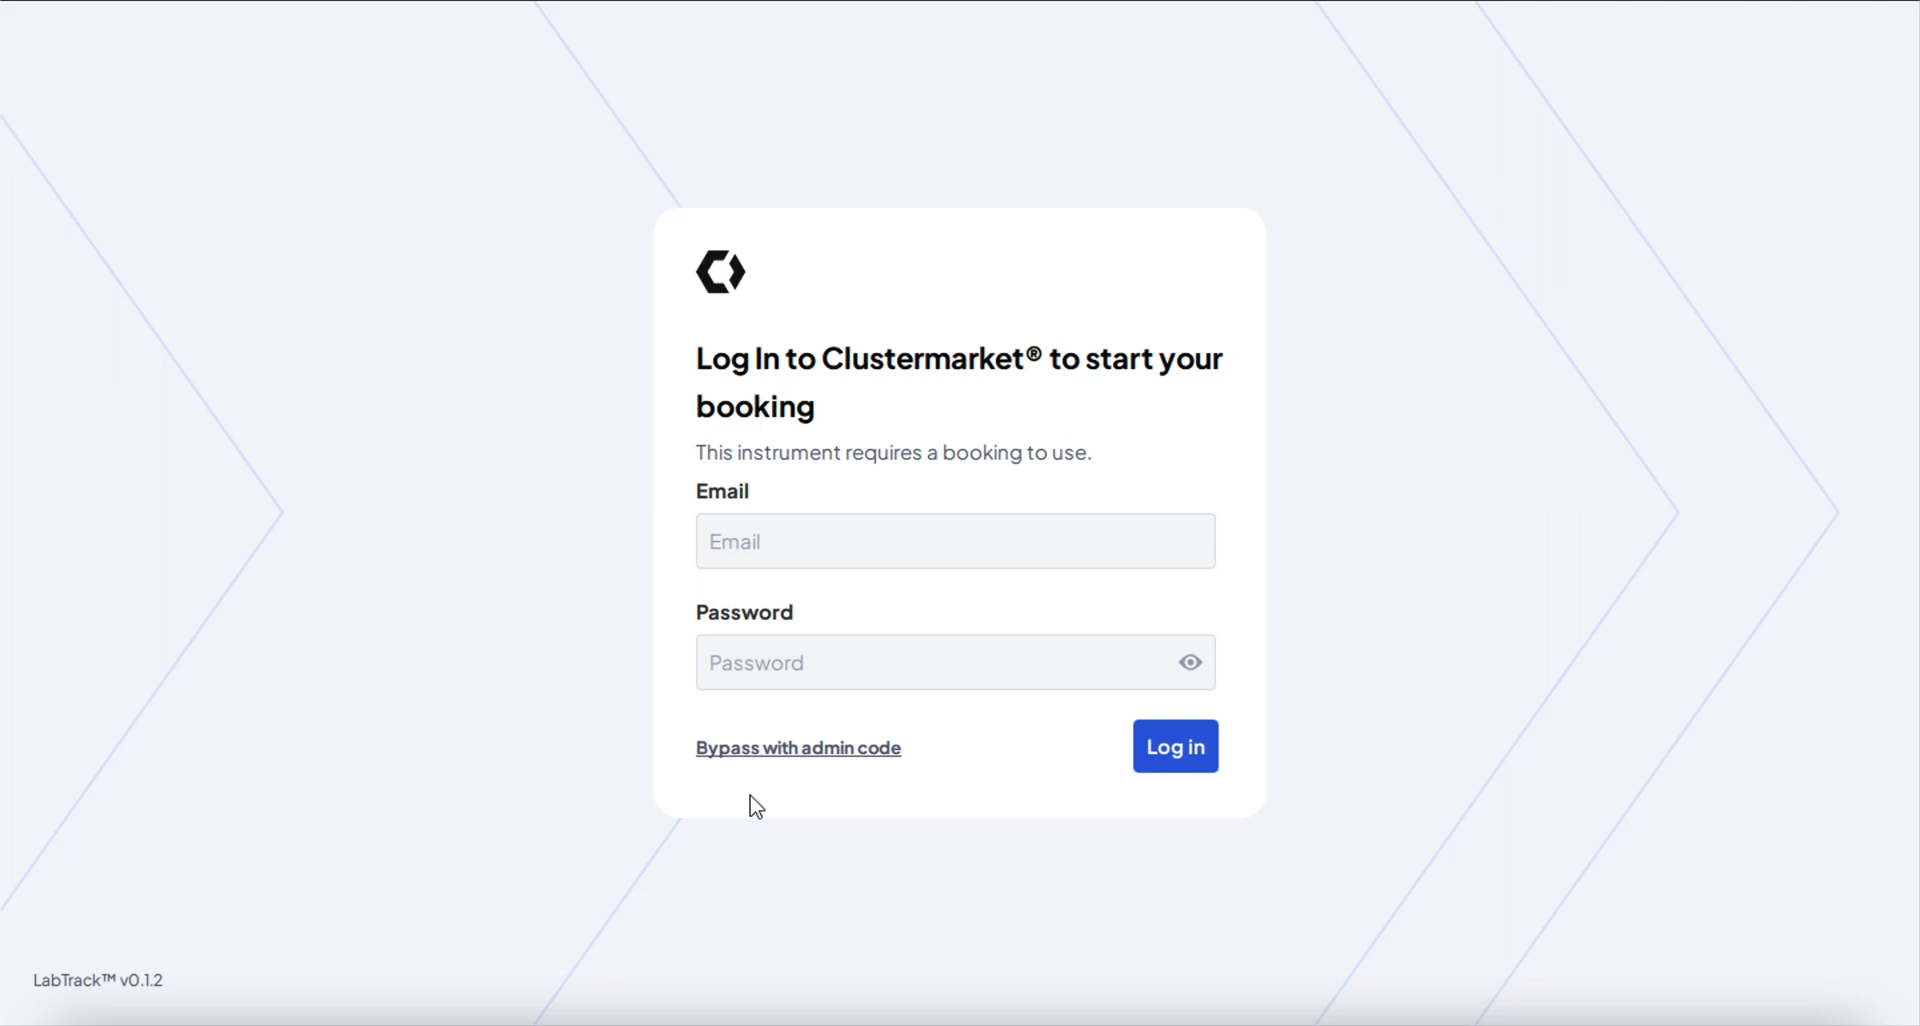 Log In to Clustermarket® to start your
booking
This instrument requires a booking to use.
Email
Email
Password
Password
Bypass with admin code
Log in
LabTrack™ v0.1.2